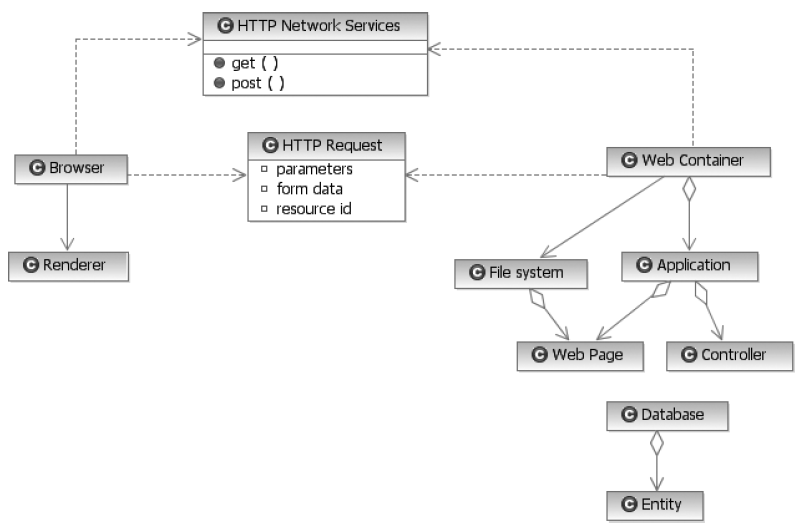 HTTP Network Services
get ( )
post ( )
HTTP Request
parameters
form data
resource id
Browser
Web Container
Renderer
File system
Application
Web Page
Controller
Database
Entity